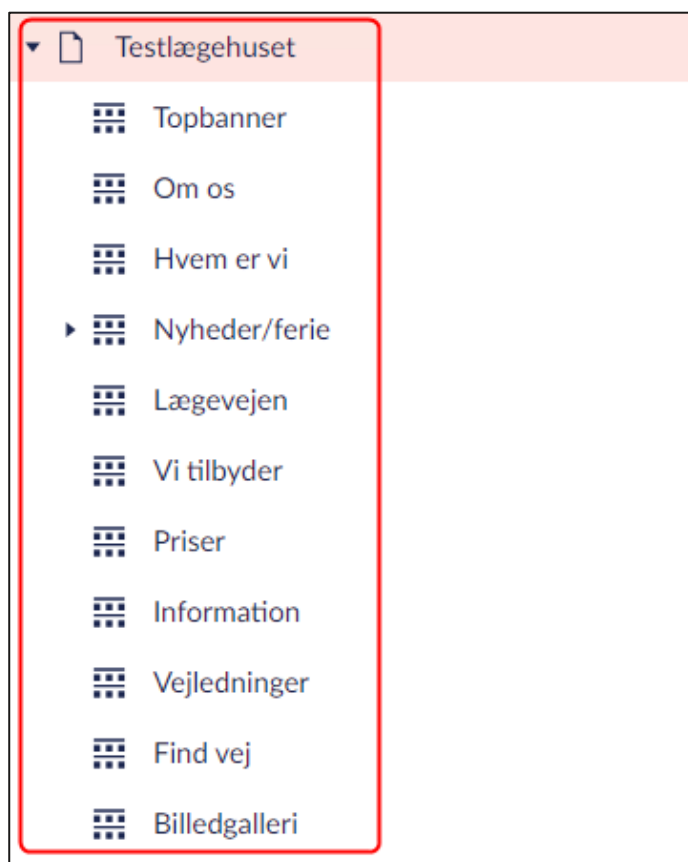 Testlægehuset
Topbanner
Om os
Hvem er vi
Nyheder/ferie
Lægevejen
Vi tilbyder
Priser
Information
Vejledninger
Find vej
Billedgalleri